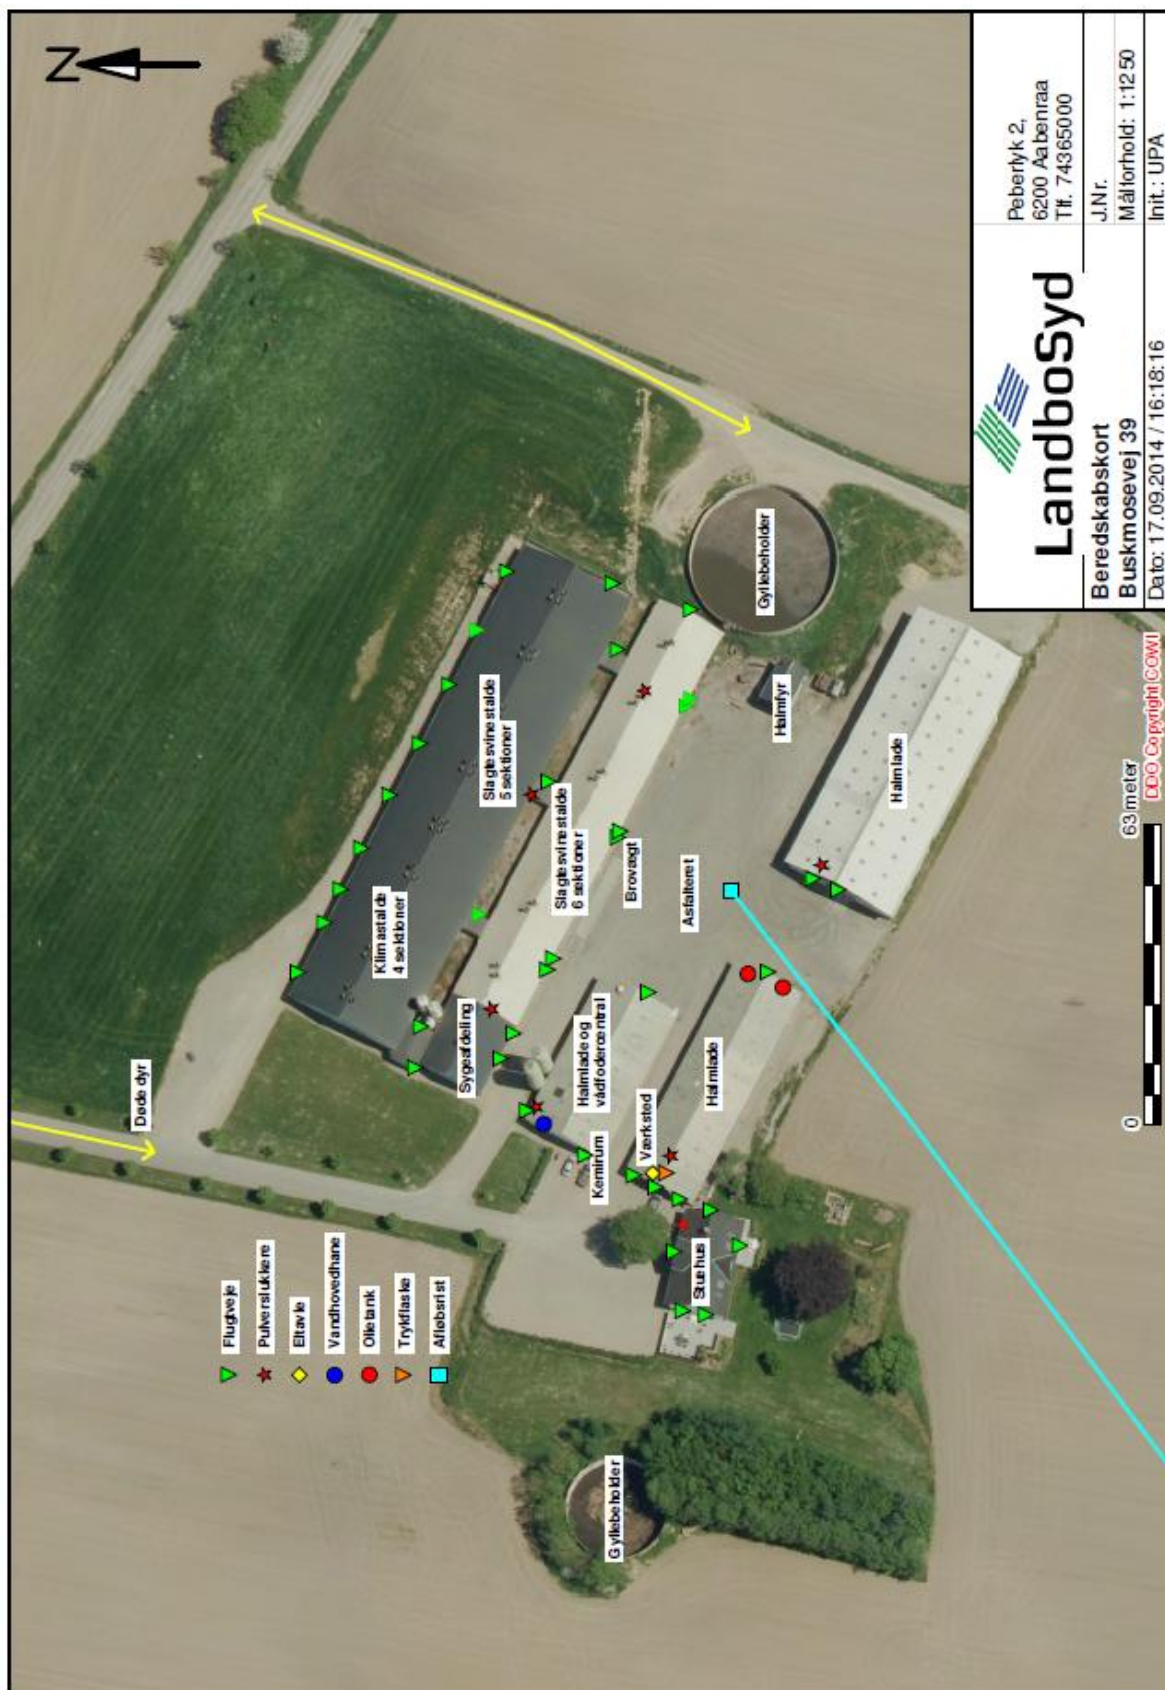 N
Døde dyr
Flugtveje
Pulverslukkere
Eltavle
Vandhovedhane
Olietank
Trykflaske
Afløbsrist
Klimastalde
4 sektioner
Slagtesvinestalde
5 sektioner
Sygeafdeling
Slagtesvinestalde
6 sektioner
Halmlade og
vådfodercentral
Kemirum
Brovægt
Værksted
Asfalteret
Halmlade
Stuehus
Gyllebeholder
Gyllebeholder
Halmfyr
Halmlade
0
63 meter
DDO Copyright COWI
LandboSyd
Peberlyk 2,
6200 Aabenraa
Tlf. 74365000
Beredskabskort
J.Nr.
Buskmosevej 39
Målforhold: 1:1250
Dato: 17.09.2014 / 16:18:16
Init.: UPA